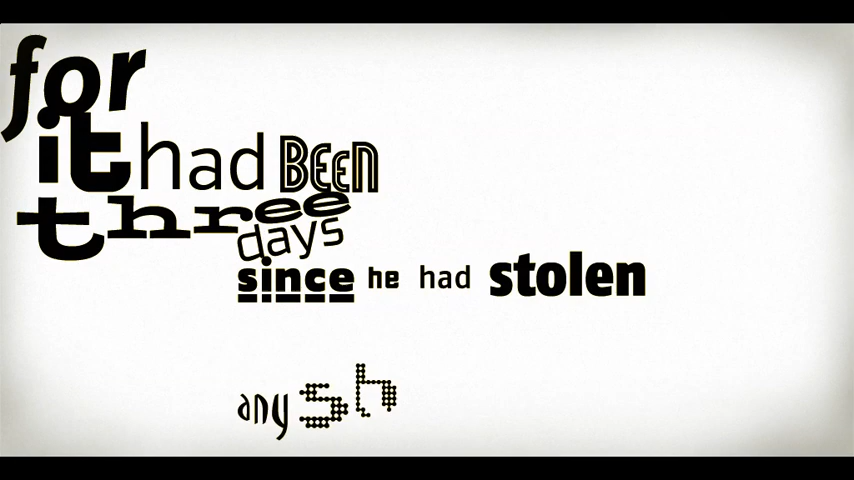 for
it had BEEN
three
days
since he had stolen
any sh